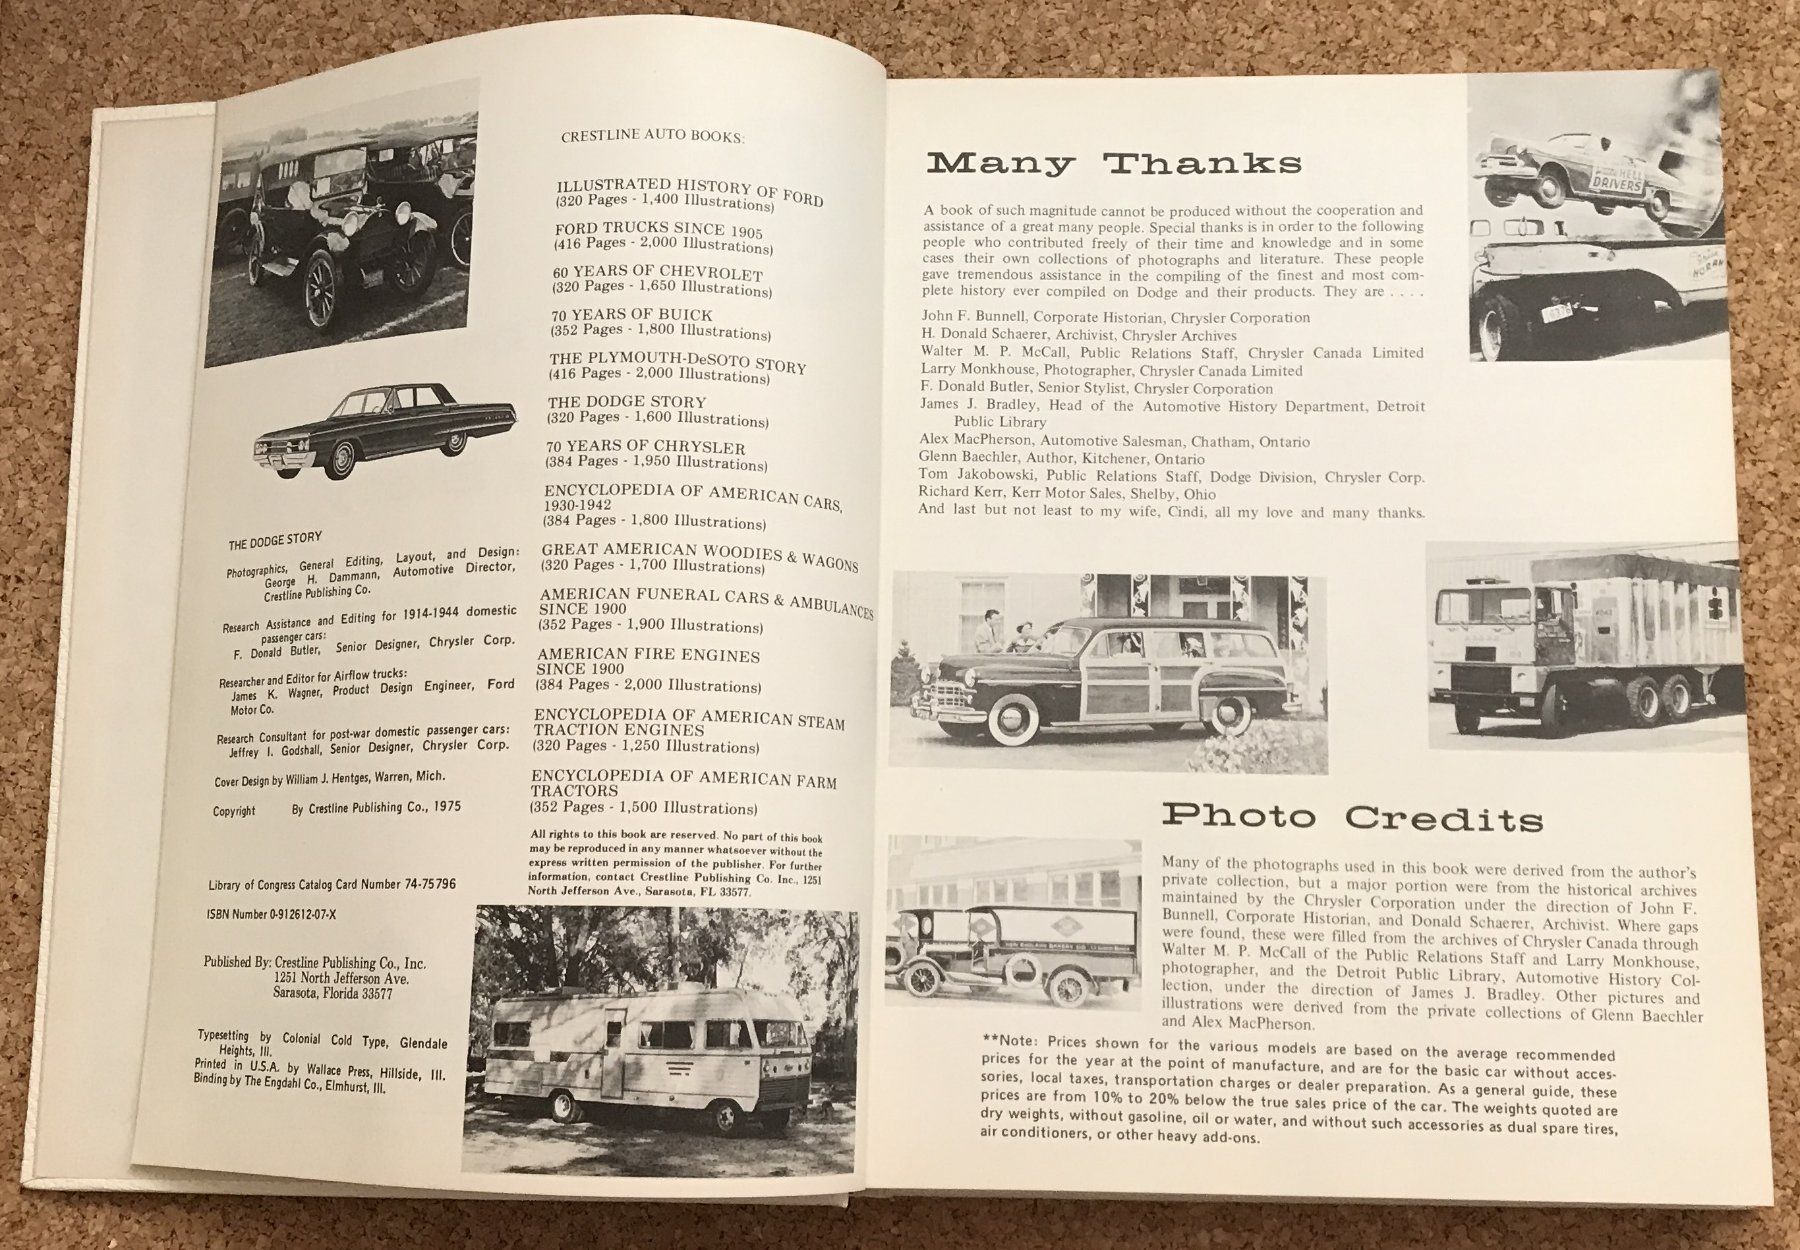 CRESTLINE AUTO BOOKS:
ILLUSTRATED HISTORY OF FORD
(320 Pages - 1,400 Illustrations)
FORD TRUCKS SINCE 1905
(416 Pages - 2,000 Illustrations)
60 YEARS OF CHEVROLET
(320 Pages - 1,650 Illustrations)
70 YEARS OF BUICK
(352 Pages - 1,800 Illustrations)
THE PLYMOUTH-DeSOTO STORY
(416 Pages - 2,000 Illustrations)
THE DODGE STORY
(320 Pages - 1,600 Illustrations)
70 YEARS OF CHRYSLER
(384 Pages - 1,950 Illustrations)
ENCYCLOPEDIA OF AMERICAN CARS,
1930-1942
(384 Pages - 1,800 Illustrations)
GREAT AMERICAN WOODIES & WAGONS
(320 Pages - 1,700 Illustrations)
AMERICAN FUNERAL CARS & AMBULANCES
SINCE 1900
(352 Pages - 1,900 Illustrations)
AMERICAN FIRE ENGINES
SINCE 1900
(384 Pages - 2,000 Illustrations)
ENCYCLOPEDIA OF AMERICAN STEAM
TRACTION ENGINES
(320 Pages - 1,250 Illustrations)
ENCYCLOPEDIA OF AMERICAN FARM
TRACTORS
(352 Pages - 1,500 Illustrations)
All rights to this book are reserved. No part of this book
may be reproduced in any manner whatsoever without the
express written permission of the publisher. For further
information, contact Crestline Publishing Co. Inc., 1251
North Jefferson Ave., Sarasota, FL 33577.
THE DODGE STORY
Photographics, General Editing, Layout, and Design:
George H. Dammann, Automotive Director,
Crestline Publishing Co.
Research Assistance and Editing for 1914-1944 domestic
passenger cars:
F. Donald Butler, Senior Designer, Chrysler Corp.
Researcher and Editor for Airflow trucks:
James K. Wagner, Product Design Engineer, Ford
Motor Co.
Research Consultant for post-war domestic passenger cars:
Jeffrey I. Godshall, Senior Designer, Chrysler Corp.
Cover Design by William J. Hentges, Warren, Mich.
Copyright By Crestline Publishing Co., 1975
Library of Congress Catalog Card Number 74-75796
ISBN Number 0-912612-07-X
Published By: Crestline Publishing Co., Inc.
1251 North Jefferson Ave.
Sarasota, Florida 33577
Typesetting by Colonial Cold Type, Glendale
Heights, Ill.
Printed in U.S.A. by Wallace Press, Hillside, Ill.
Binding by The Engdahl Co., Elmhurst, Ill.
Many Thanks
A book of such magnitude cannot be produced without the cooperation and
assistance of a great many people. Special thanks is in order to the following
people who contributed freely of their time and knowledge and in some
cases their own collections of photographs and literature. These people
gave tremendous assistance in the compiling of the finest and most com-
plete history ever compiled on Dodge and their products. They are . . . .
John F. Bunnell, Corporate Historian, Chrysler Corporation
H. Donald Schaerer, Archivist, Chrysler Archives
Walter M. P. McCall, Public Relations Staff, Chrysler Canada Limited
Larry Monkhouse, Photographer, Chrysler Canada Limited
F. Donald Butler, Senior Stylist, Chrysler Corporation
James J. Bradley, Head of the Automotive History Department, Detroit
Public Library
Alex MacPherson, Automotive Salesman, Chatham, Ontario
Glenn Baechler, Author, Kitchener, Ontario
Tom Jakobowski, Public Relations Staff, Dodge Division, Chrysler Corp.
Richard Kerr, Kerr Motor Sales, Shelby, Ohio
And last but not least to my wife, Cindi, all my love and many thanks.
HELL
DRIVERS
Photo Credits
Many of the photographs used in this book were derived from the author's
private collection, but a major portion were from the historical archives
maintained by the Chrysler Corporation under the direction of John F.
Bunnell, Corporate Historian, and Donald Schaerer, Archivist. Where gaps
were found, these were filled from the archives of Chrysler Canada through
Walter M. P. McCall of the Public Relations Staff and Larry Monkhouse,
photographer, and the Detroit Public Library, Automotive History Col-
lection, under the direction of James J. Bradley. Other pictures and
illustrations were derived from the private collections of Glenn Baechler
and Alex MacPherson.
**Note: Prices shown for the various models are based on the average recommended
prices for the year at the point of manufacture, and are for the basic car without acces-
sories, local taxes, transportation charges or dealer preparation. As a general guide, these
prices are from 10% to 20% below the true sales price of the car. The weights quoted are
dry weights, without gasoline, oil or water, and without such accessories as dual spare tires,
air conditioners, or other heavy add-ons.